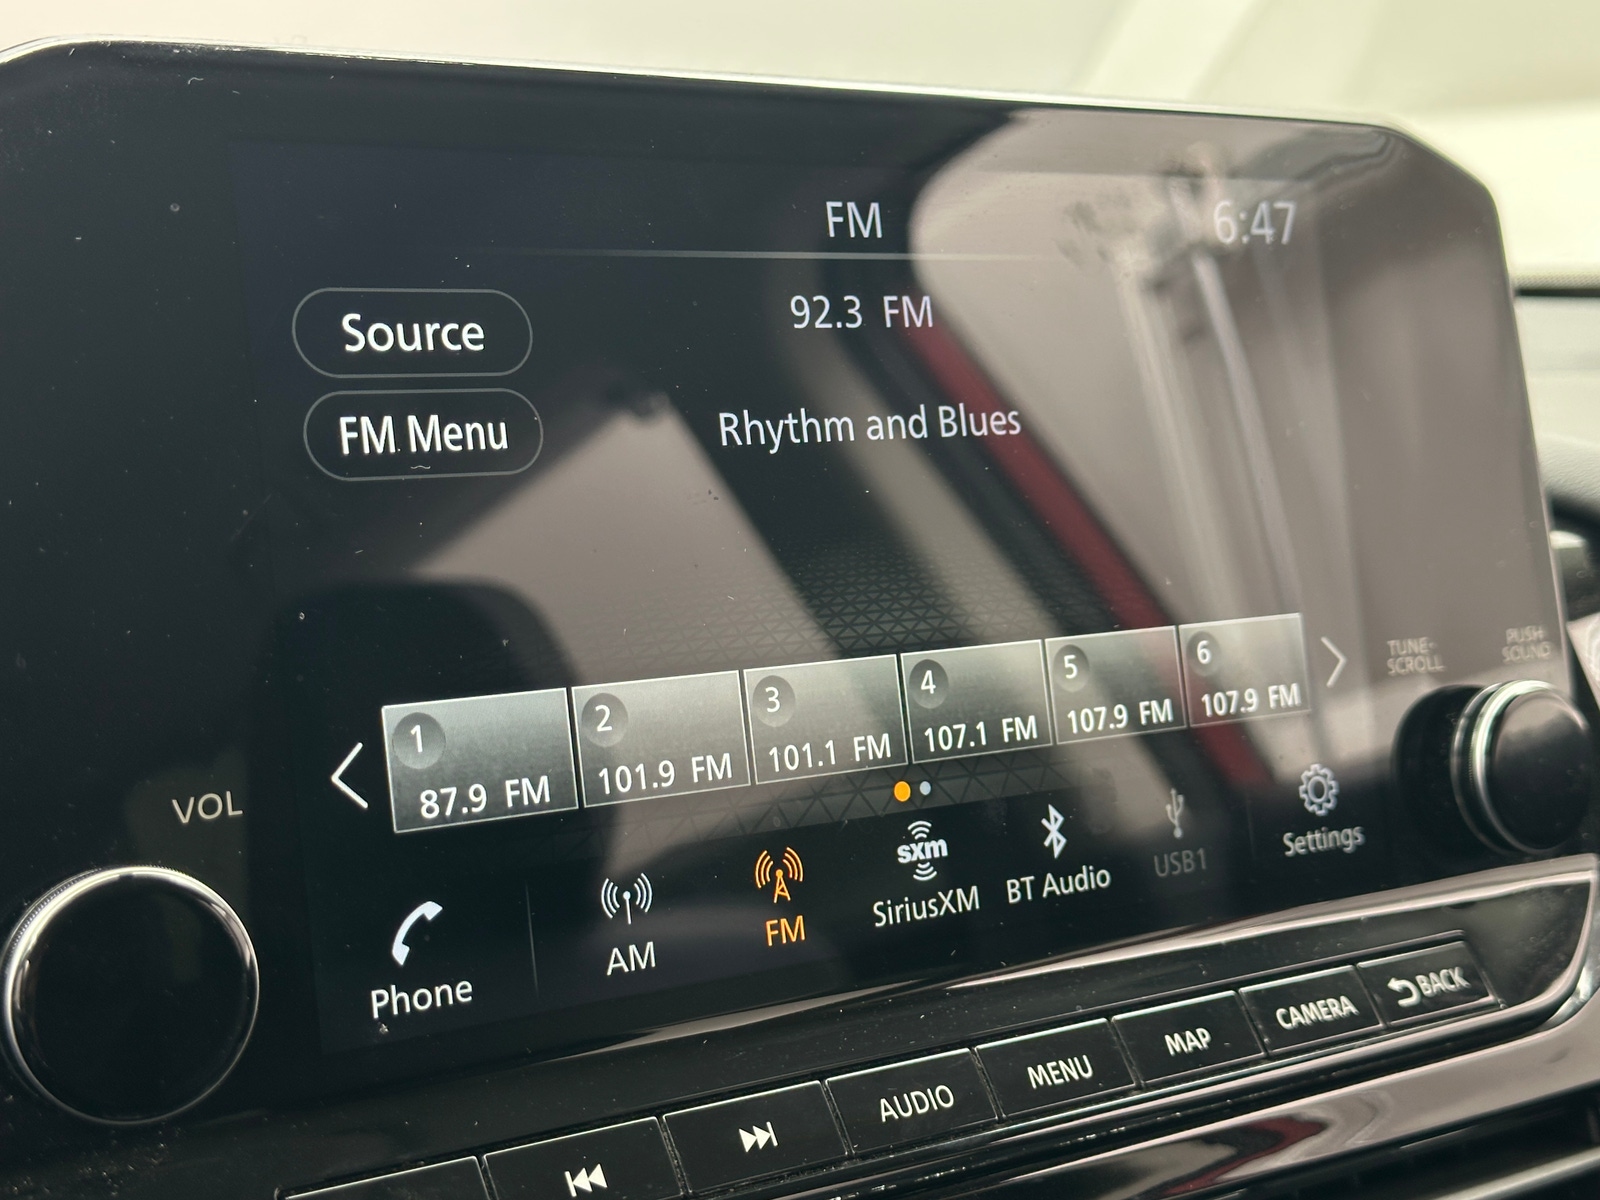 FM
6:47
Source
92.3 FM
FM Menu
Rhythm and Blues
TUNE·
SCROLL
PUSH
SOUND
1
87.9 FM
2
101.9 FM
3
101.1 FM
4
107.1 FM
5
107.9 FM
6
107.9 FM
VOL
Phone
AM
FM
sxm
SiriusXM
BT Audio
USB1
Settings
AUDIO
MENU
MAP
CAMERA
BACK